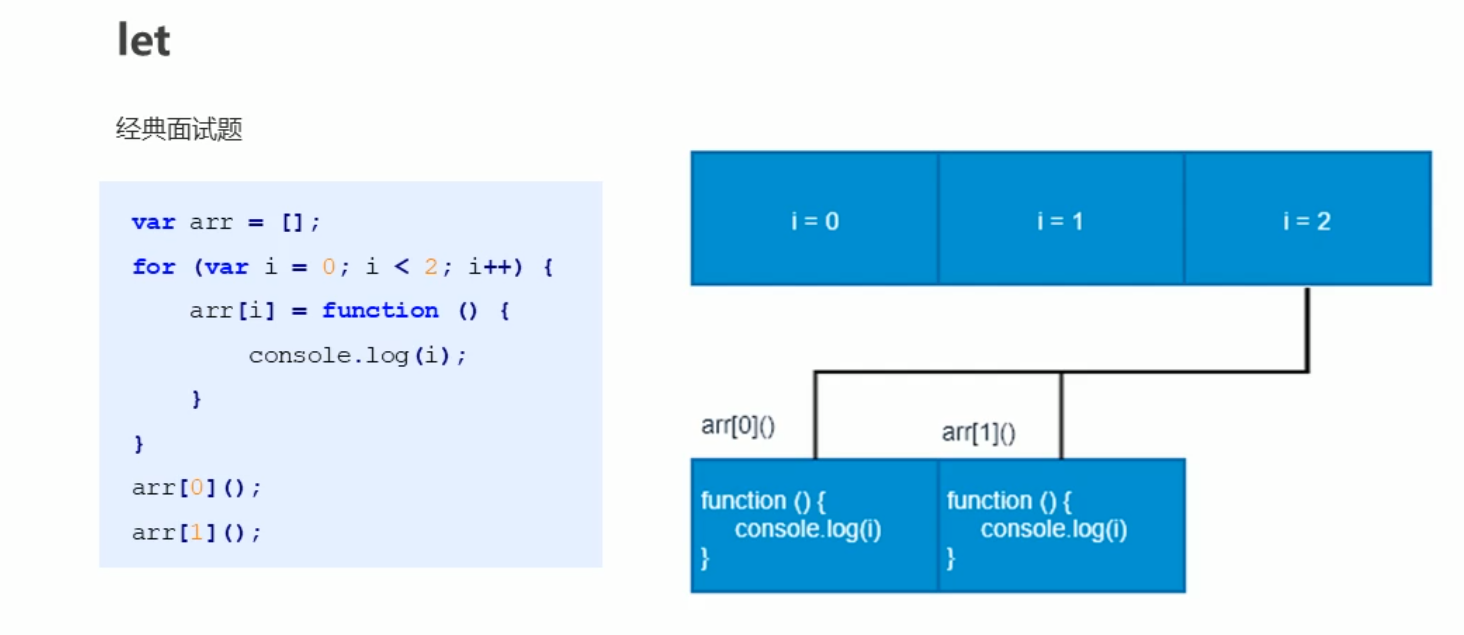 let
经典面试题
var arr = [];
for (var i = 0; i < 2; i++) {
    arr[i] = function () {
        console.log(i);
    }
}
arr[0]();
arr[1]();
i = 0
i = 1
i = 2
arr[0]()
arr[1]()
function () {
    console.log(i)
}
function () {
    console.log(i)
}